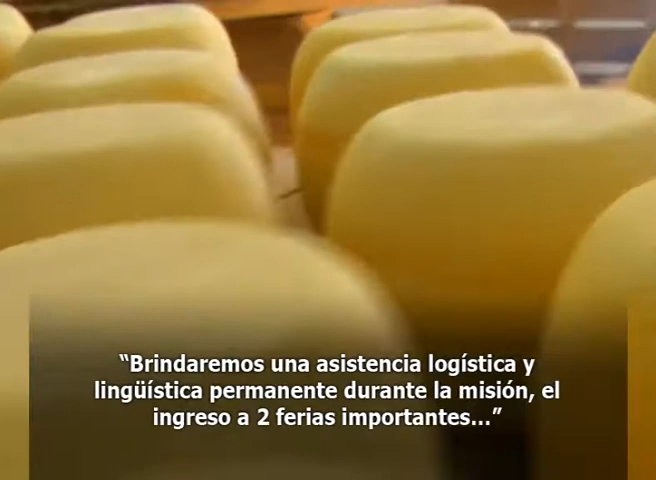 “Brindaremos una asistencia logística y
lingüística permanente durante la misión, el
ingreso a 2 ferias importantes...”